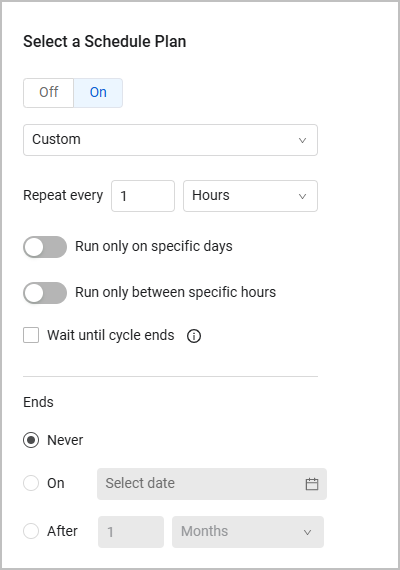 Select a Schedule Plan
Off On
Custom
Repeat every 1 Hours
Run only on specific days
Run only between specific hours
Wait until cycle ends
Ends
Never
On Select date
After 1 Months